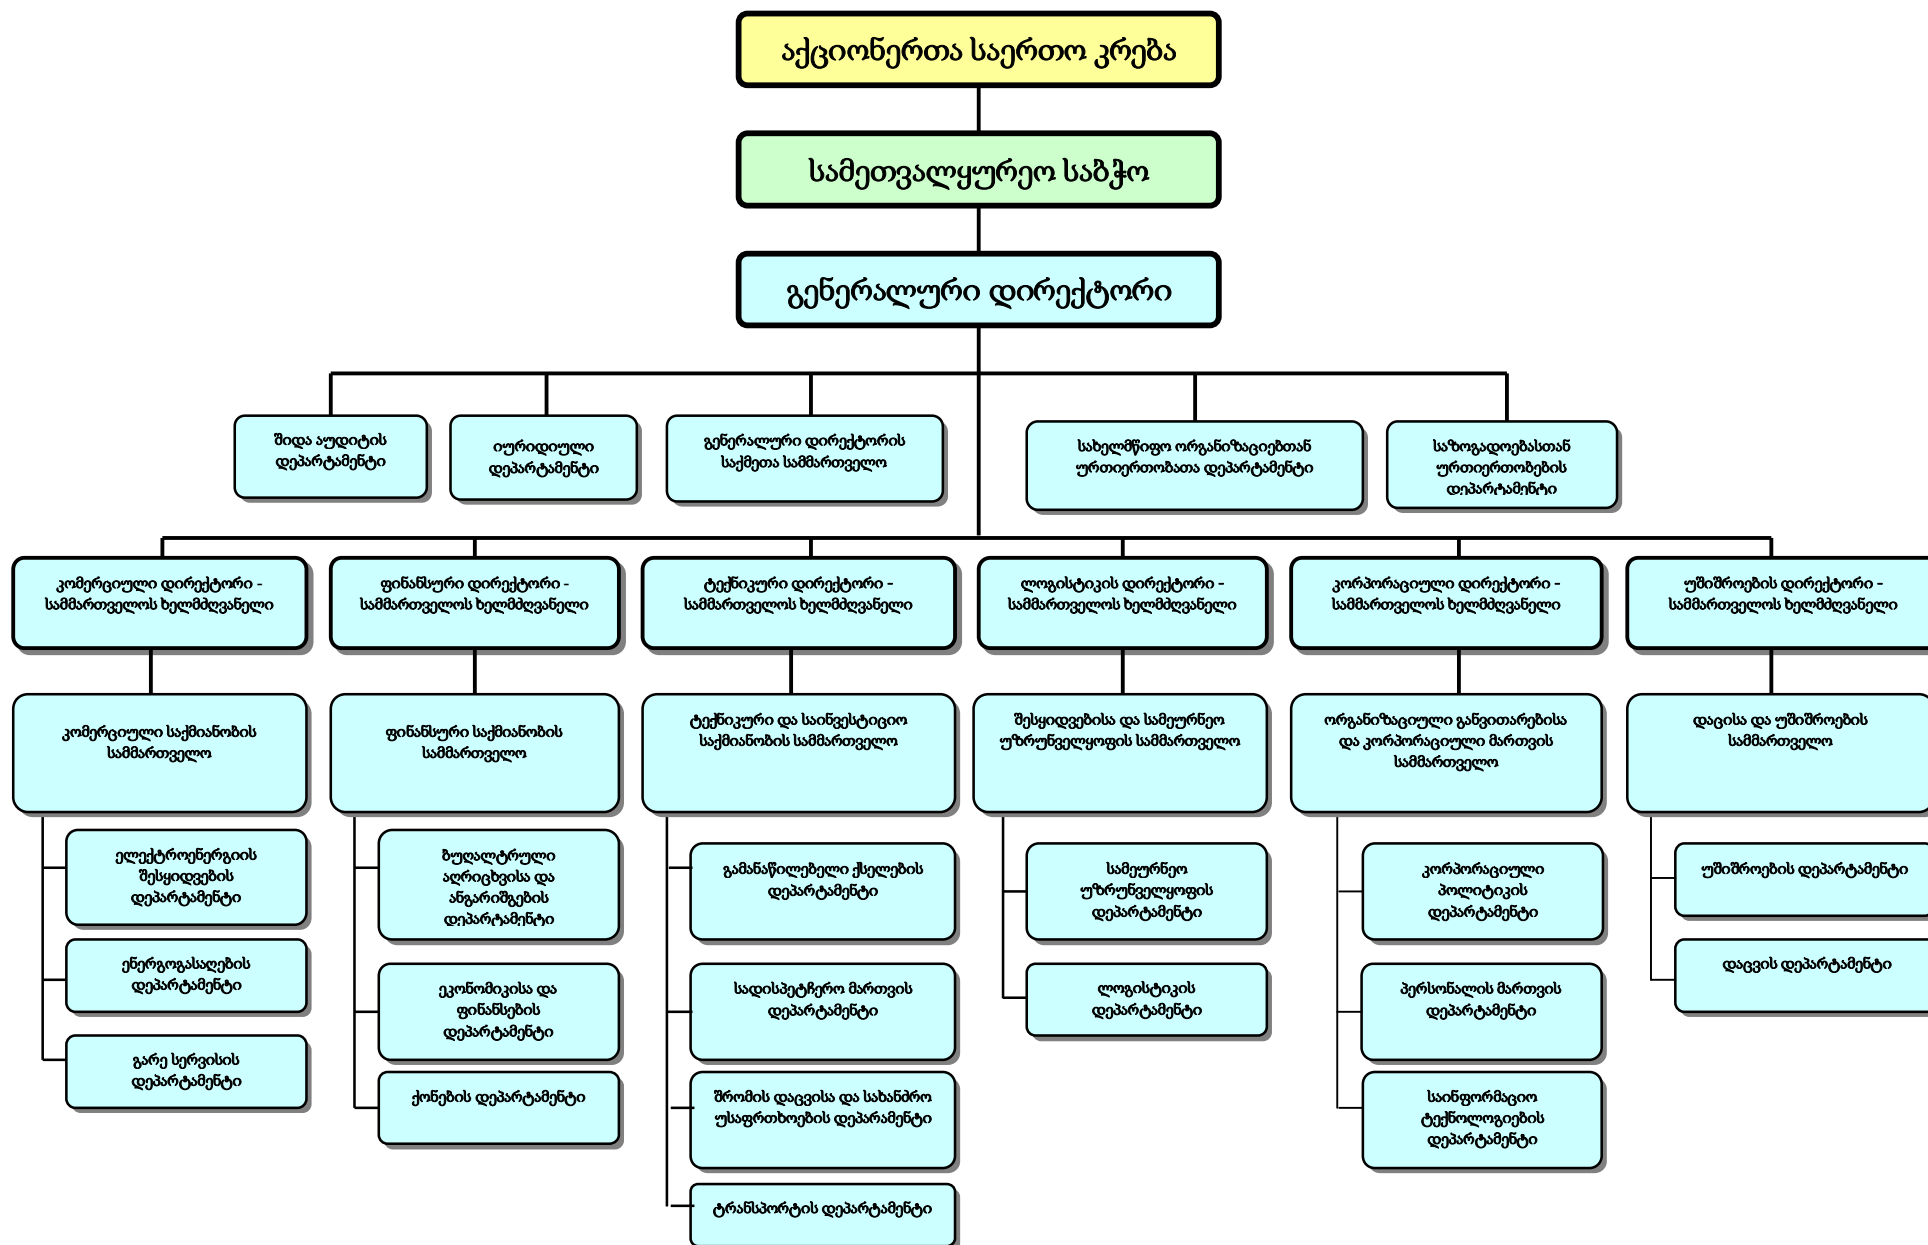 აქციონერთა საერთო კრება
სამეთვალყურეო საბჭო
გენერალური დირექტორი
შიდა აუდიტის
დეპარტამენტი
იურიდიული
დეპარტამენტი
გენერალური დირექტორის
საქმეთა სამმართველო
სახელმწიფო ორგანიზაციებთან
ურთიერთობათა დეპარტამენტი
საზოგადოებასთან
ურთიერთობების
დეპარტამენტი
კომერციული დირექტორი -
სამმართველოს ხელმძღვანელი
ფინანსური დირექტორი -
სამმართველოს ხელმძღვანელი
ტექნიკური დირექტორი -
სამმართველოს ხელმძღვანელი
ლოგისტიკის დირექტორი -
სამმართველოს ხელმძღვანელი
კორპორაციული დირექტორი -
სამმართველოს ხელმძღვანელი
უშიშროების დირექტორი -
სამმართველოს ხელმძღვანელი
კომერციული საქმიანობის
სამმართველო
ფინანსური საქმიანობის
სამმართველო
ტექნიკური და საინვესტიციო
საქმიანობის სამმართველო
შესყიდვებისა და სამეურნეო
უზრუნველყოფის სამმართველო
ორგანიზაციული განვითარებისა
და კორპორაციული მართვის
სამმართველო
დაცისა და უშიშროების
სამმართველო
ელექტროენერგიის
შესყიდვების
დეპარტამენტი
ენერგოგასაღების
დეპარტამენტი
გარე სერვისის
დეპარტამენტი
ბუღალტრული
აღრიცხვისა და
ანგარიშგების
დეპარტამენტი
ეკონომიკისა და
ფინანსების
დეპარტამენტი
ქონების დეპარტამენტი
გამანაწილებელი ქსელების
დეპარტამენტი
სადისპეტჩერო მართვის
დეპარტამენტი
შრომის დაცვისა და სახანძრო
უსაფრთხოების დეპარამენტი
ტრანსპორტის დეპარტამენტი
სამეურნეო
უზრუნველყოფის
დეპარტამენტი
ლოგისტიკის
დეპარტამენტი
კორპორაციული
პოლიტიკის
დეპარტამენტი
პერსონალის მართვის
დეპარტამენტი
საინფორმაციო
ტექნოლოგიების
დეპარტამენტი
უშიშროების დეპარტამენტი
დაცვის დეპარტამენტი